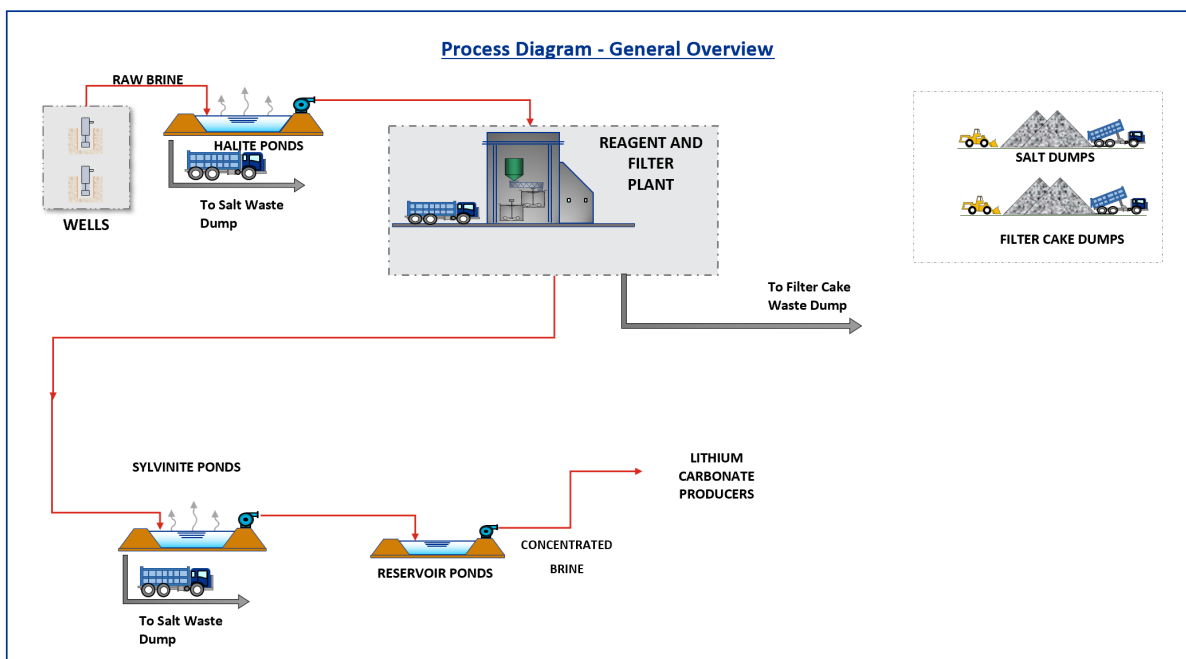 Process Diagram - General Overview
RAW BRINE
HALITE PONDS
To Salt Waste
Dump
WELLS
REAGENT AND
FILTER
PLANT
SALT DUMPS
FILTER CAKE DUMPS
To Filter Cake
Waste Dump
SYLVINITE PONDS
To Salt Waste
Dump
RESERVOIR PONDS
CONCENTRATED
BRINE
LITHIUM
CARBONATE
PRODUCERS